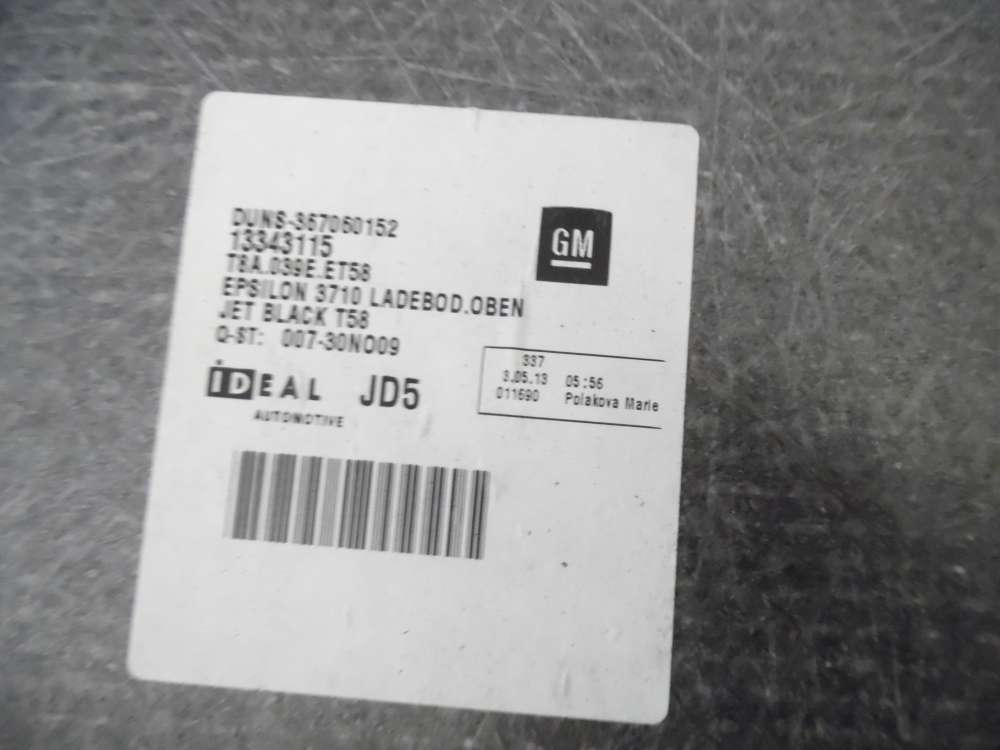 DUNS-367060152
13343115
T8A.039E.ET58
EPSILON 3710 LADEBOD.OBEN
JET BLACK T58
Q-ST: 007-30NO09
GM
337
3.05.13 05:56
011690 Polakova Marie
iDEAL JD5
AUTOMOTIVE